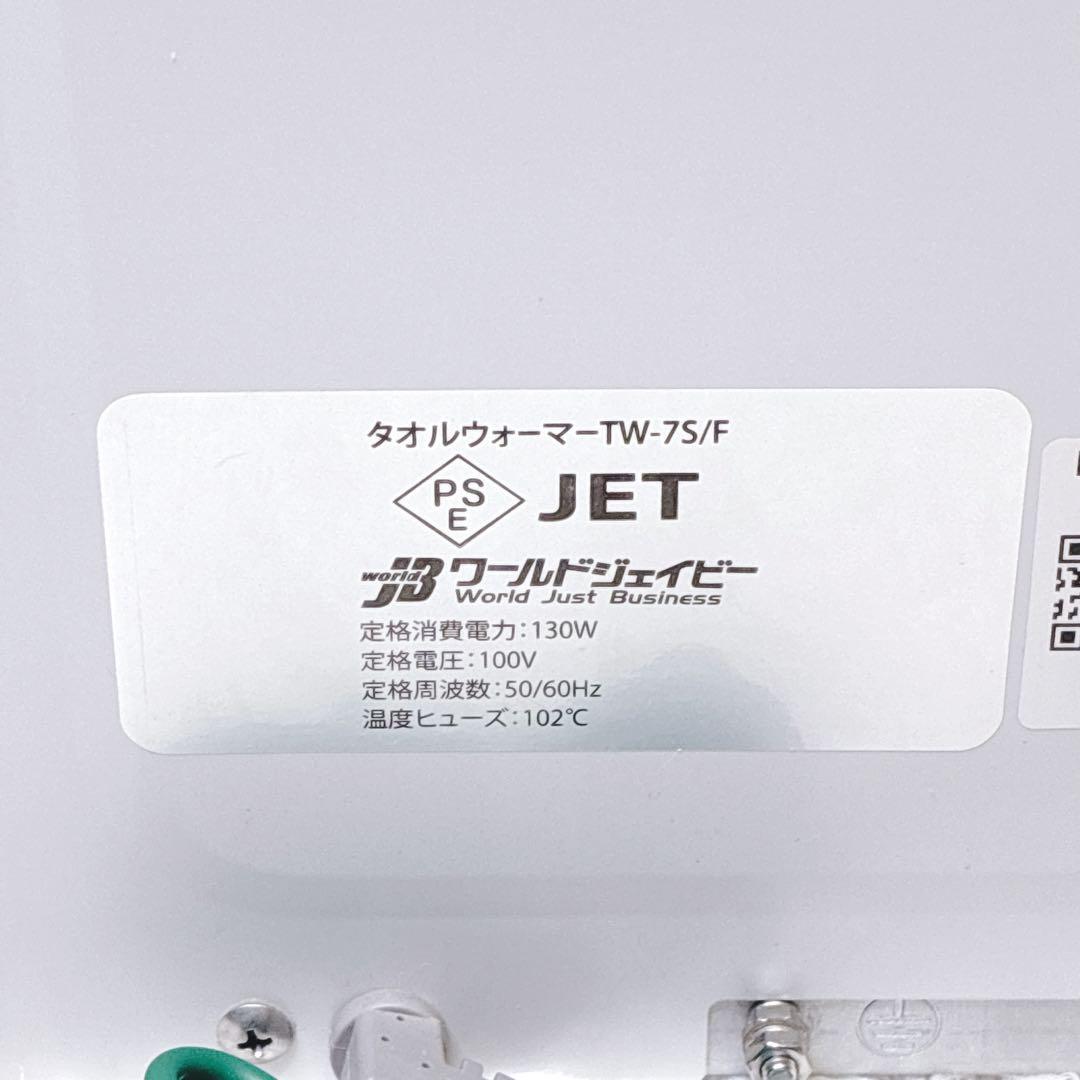 タオルウォーマーTW-7S/F
PS
E
JET
world JB ワールドジェイビー
World Just Business
定格消費電力：130W
定格電圧：100V
定格周波数：50/60Hz
温度ヒューズ：102℃